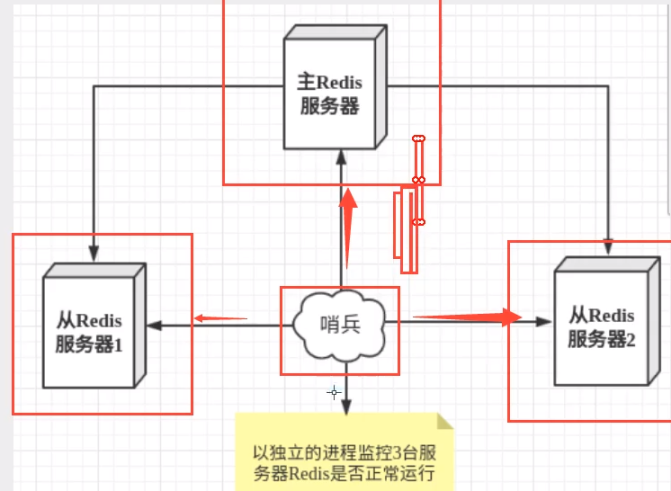 主Redis
服务器
从Redis
服务器1
哨兵
从Redis
服务器2
以独立的进程监控3台服
务器Redis是否正常运行